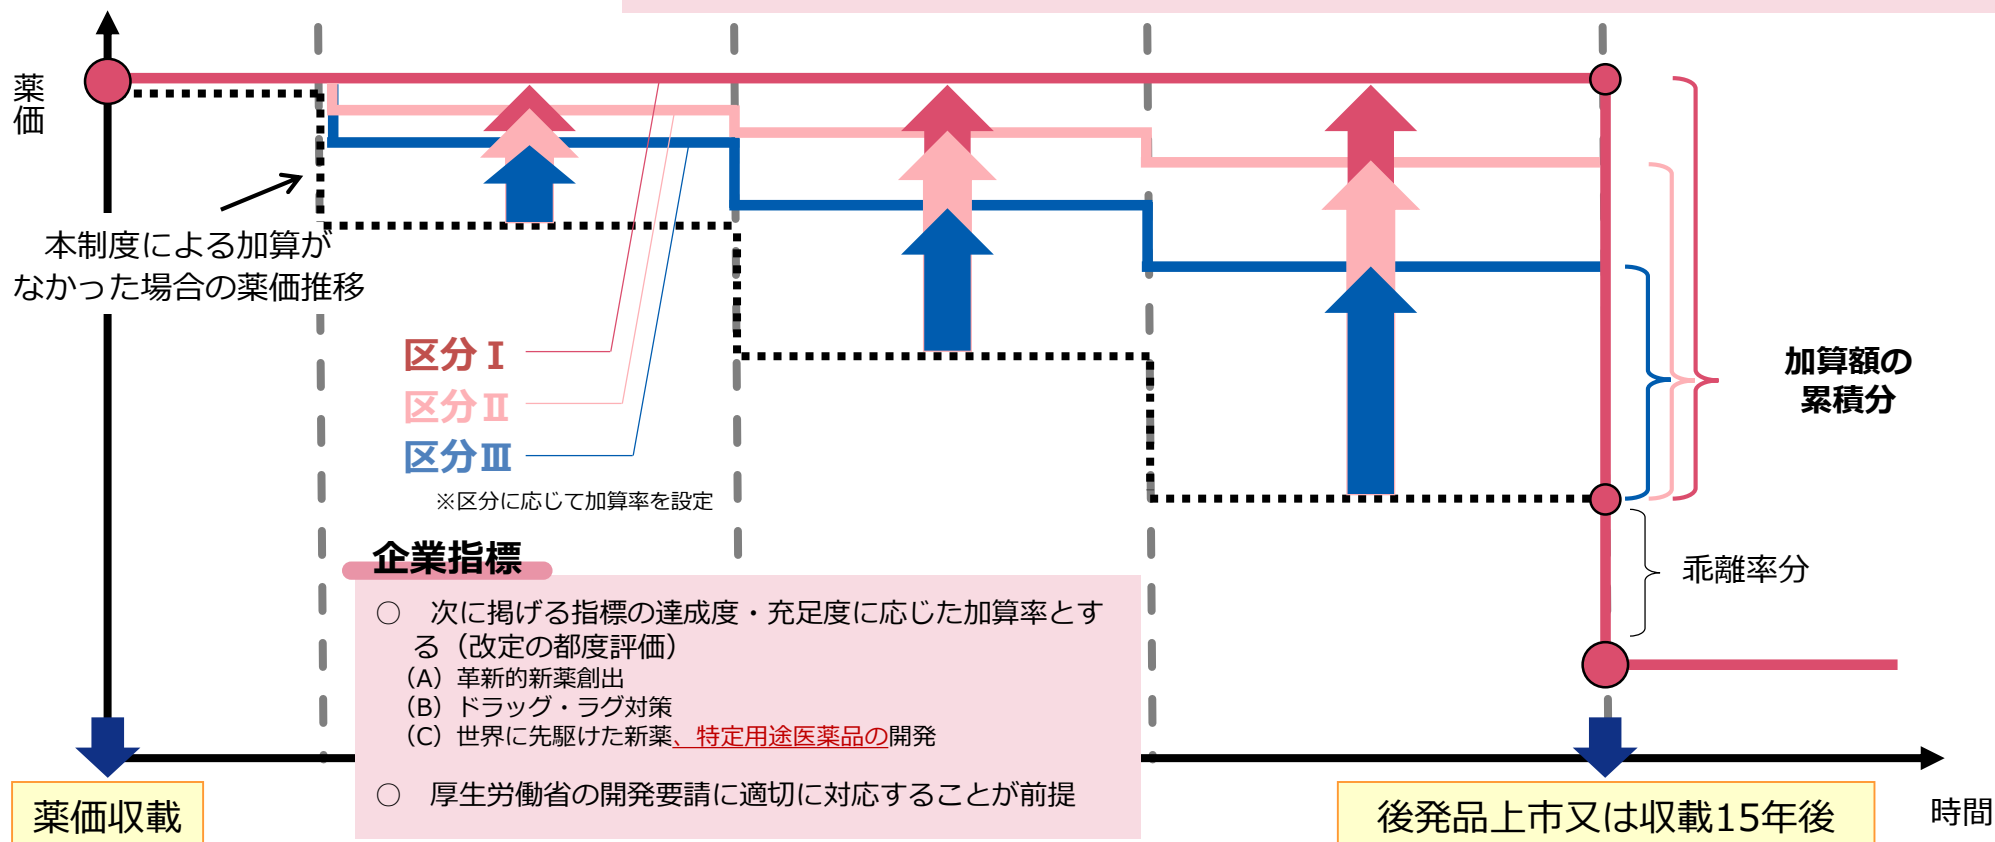 薬価
本制度による加算が
なかった場合の薬価推移
区分Ⅰ
区分Ⅱ
区分Ⅲ
※区分に応じて加算率を設定
加算額の
累積分
乖離率分
企業指標
○ 次に掲げる指標の達成度・充足度に応じた加算率とす
る（改定の都度評価）
（A）革新的新薬創出
（B）ドラッグ・ラグ対策
（C）世界に先駆けた新薬、特定用途医薬品の開発
○ 厚生労働省の開発要請に適切に対応することが前提
薬価収載
後発品上市又は収載15年後
時間